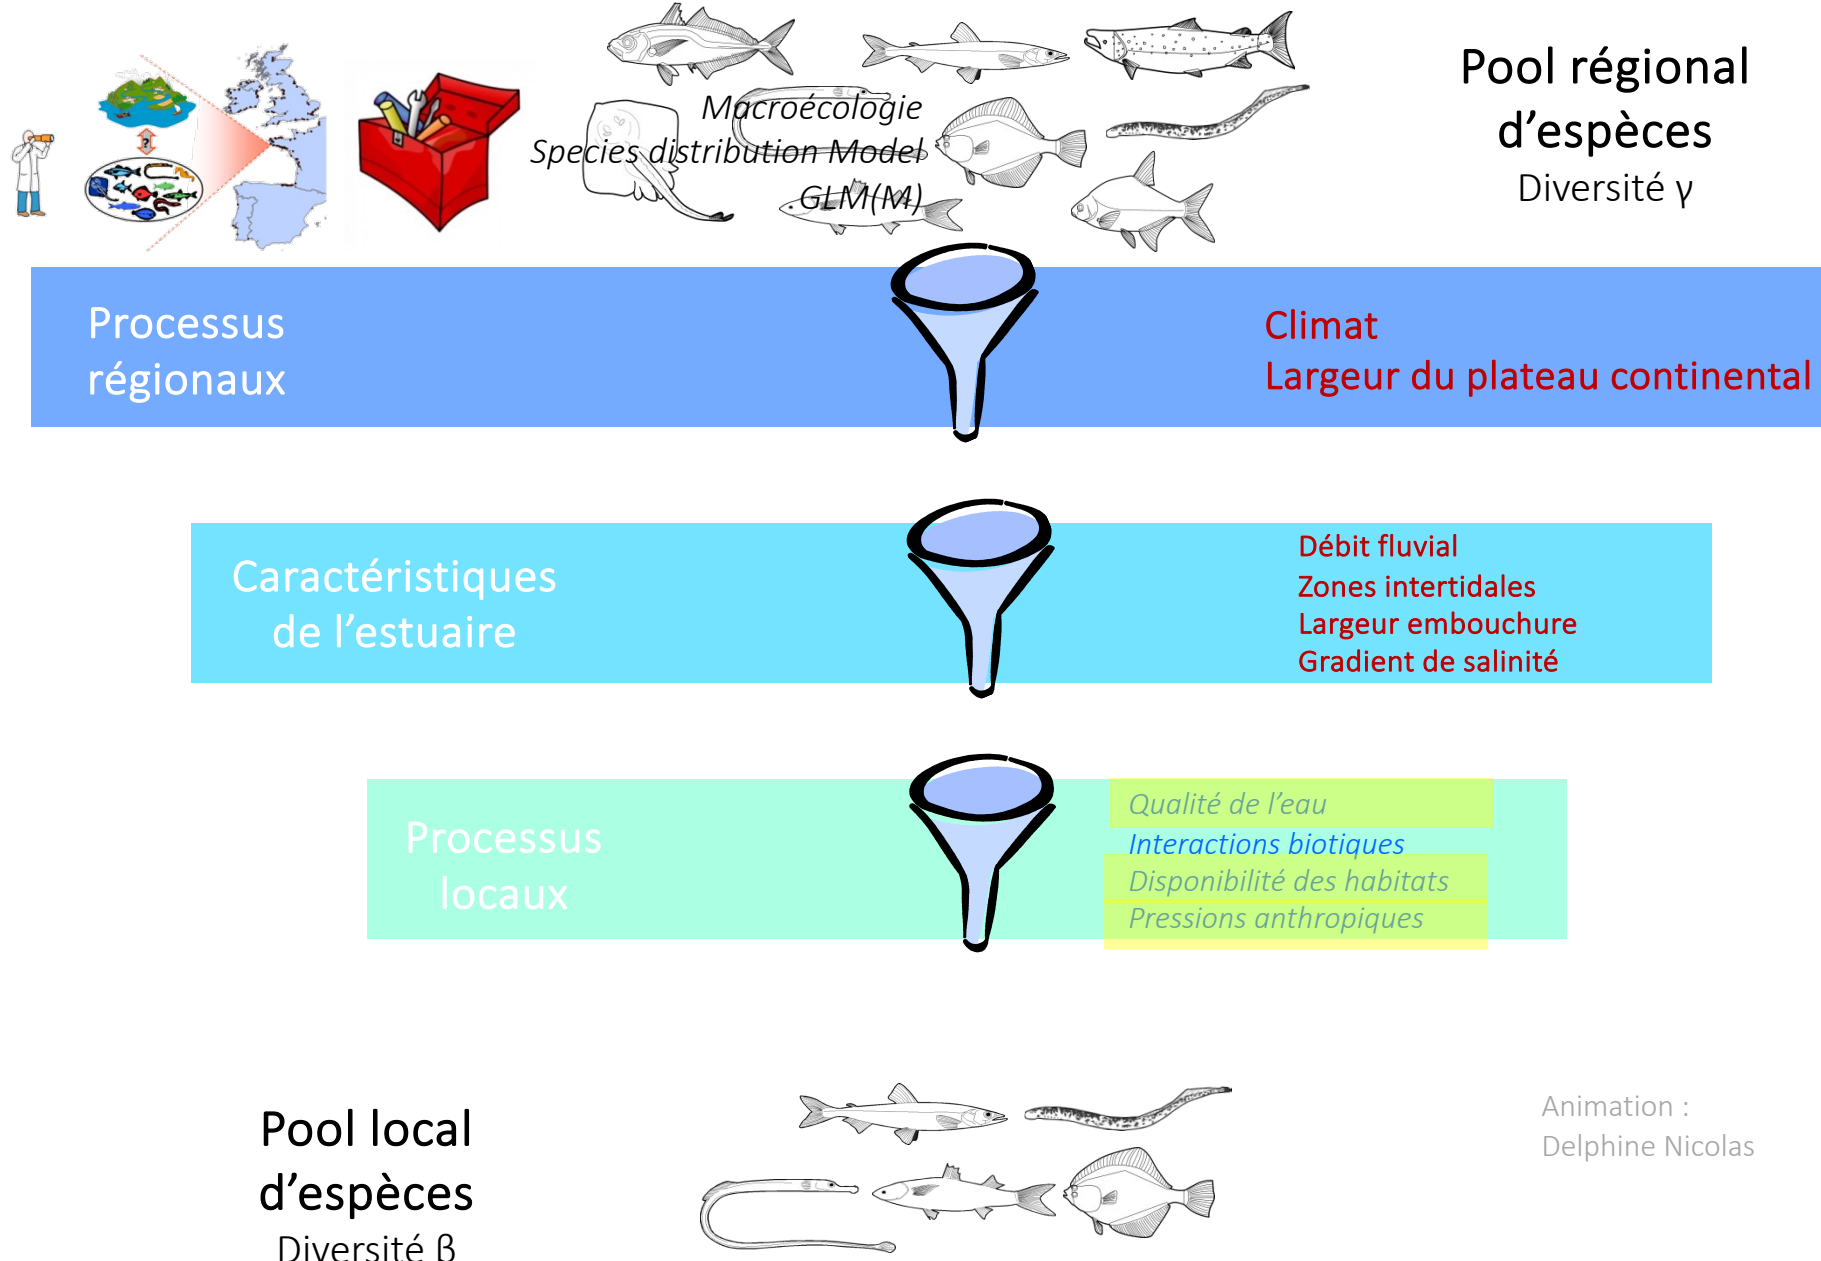 Macroécologie
Species distribution Model
GLM(M)
Pool régional
d’espèces
Diversité γ
?
Processus
régionaux
Climat
Largeur du plateau continental
Caractéristiques
de l’estuaire
Débit fluvial
Zones intertidales
Largeur embouchure
Gradient de salinité
Processus
locaux
Qualité de l’eau
Interactions biotiques
Disponibilité des habitats
Pressions anthropiques
Pool local
d’espèces
Diversité β
Animation :
Delphine Nicolas